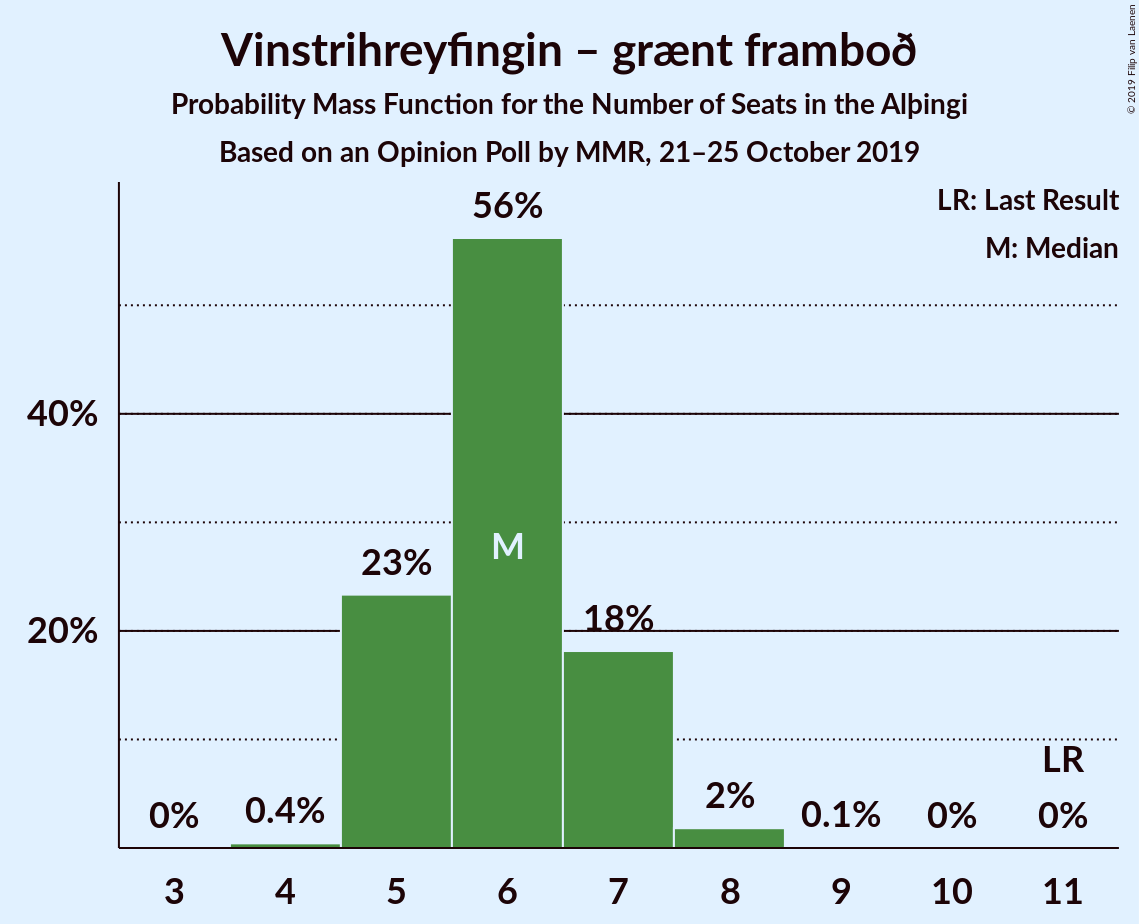 Vinstrihreyfingin – grænt framboð
Probability Mass Function for the Number of Seats in the Alþingi
Based on an Opinion Poll by MMR, 21–25 October 2019
© 2019 Filip van Laenen
LR: Last Result
M: Median
56%
40%
M
23%
20%
18%
LR
0%
0.4%
2%
0.1%
0%
0%
3
4
5
6
7
8
9
10
11